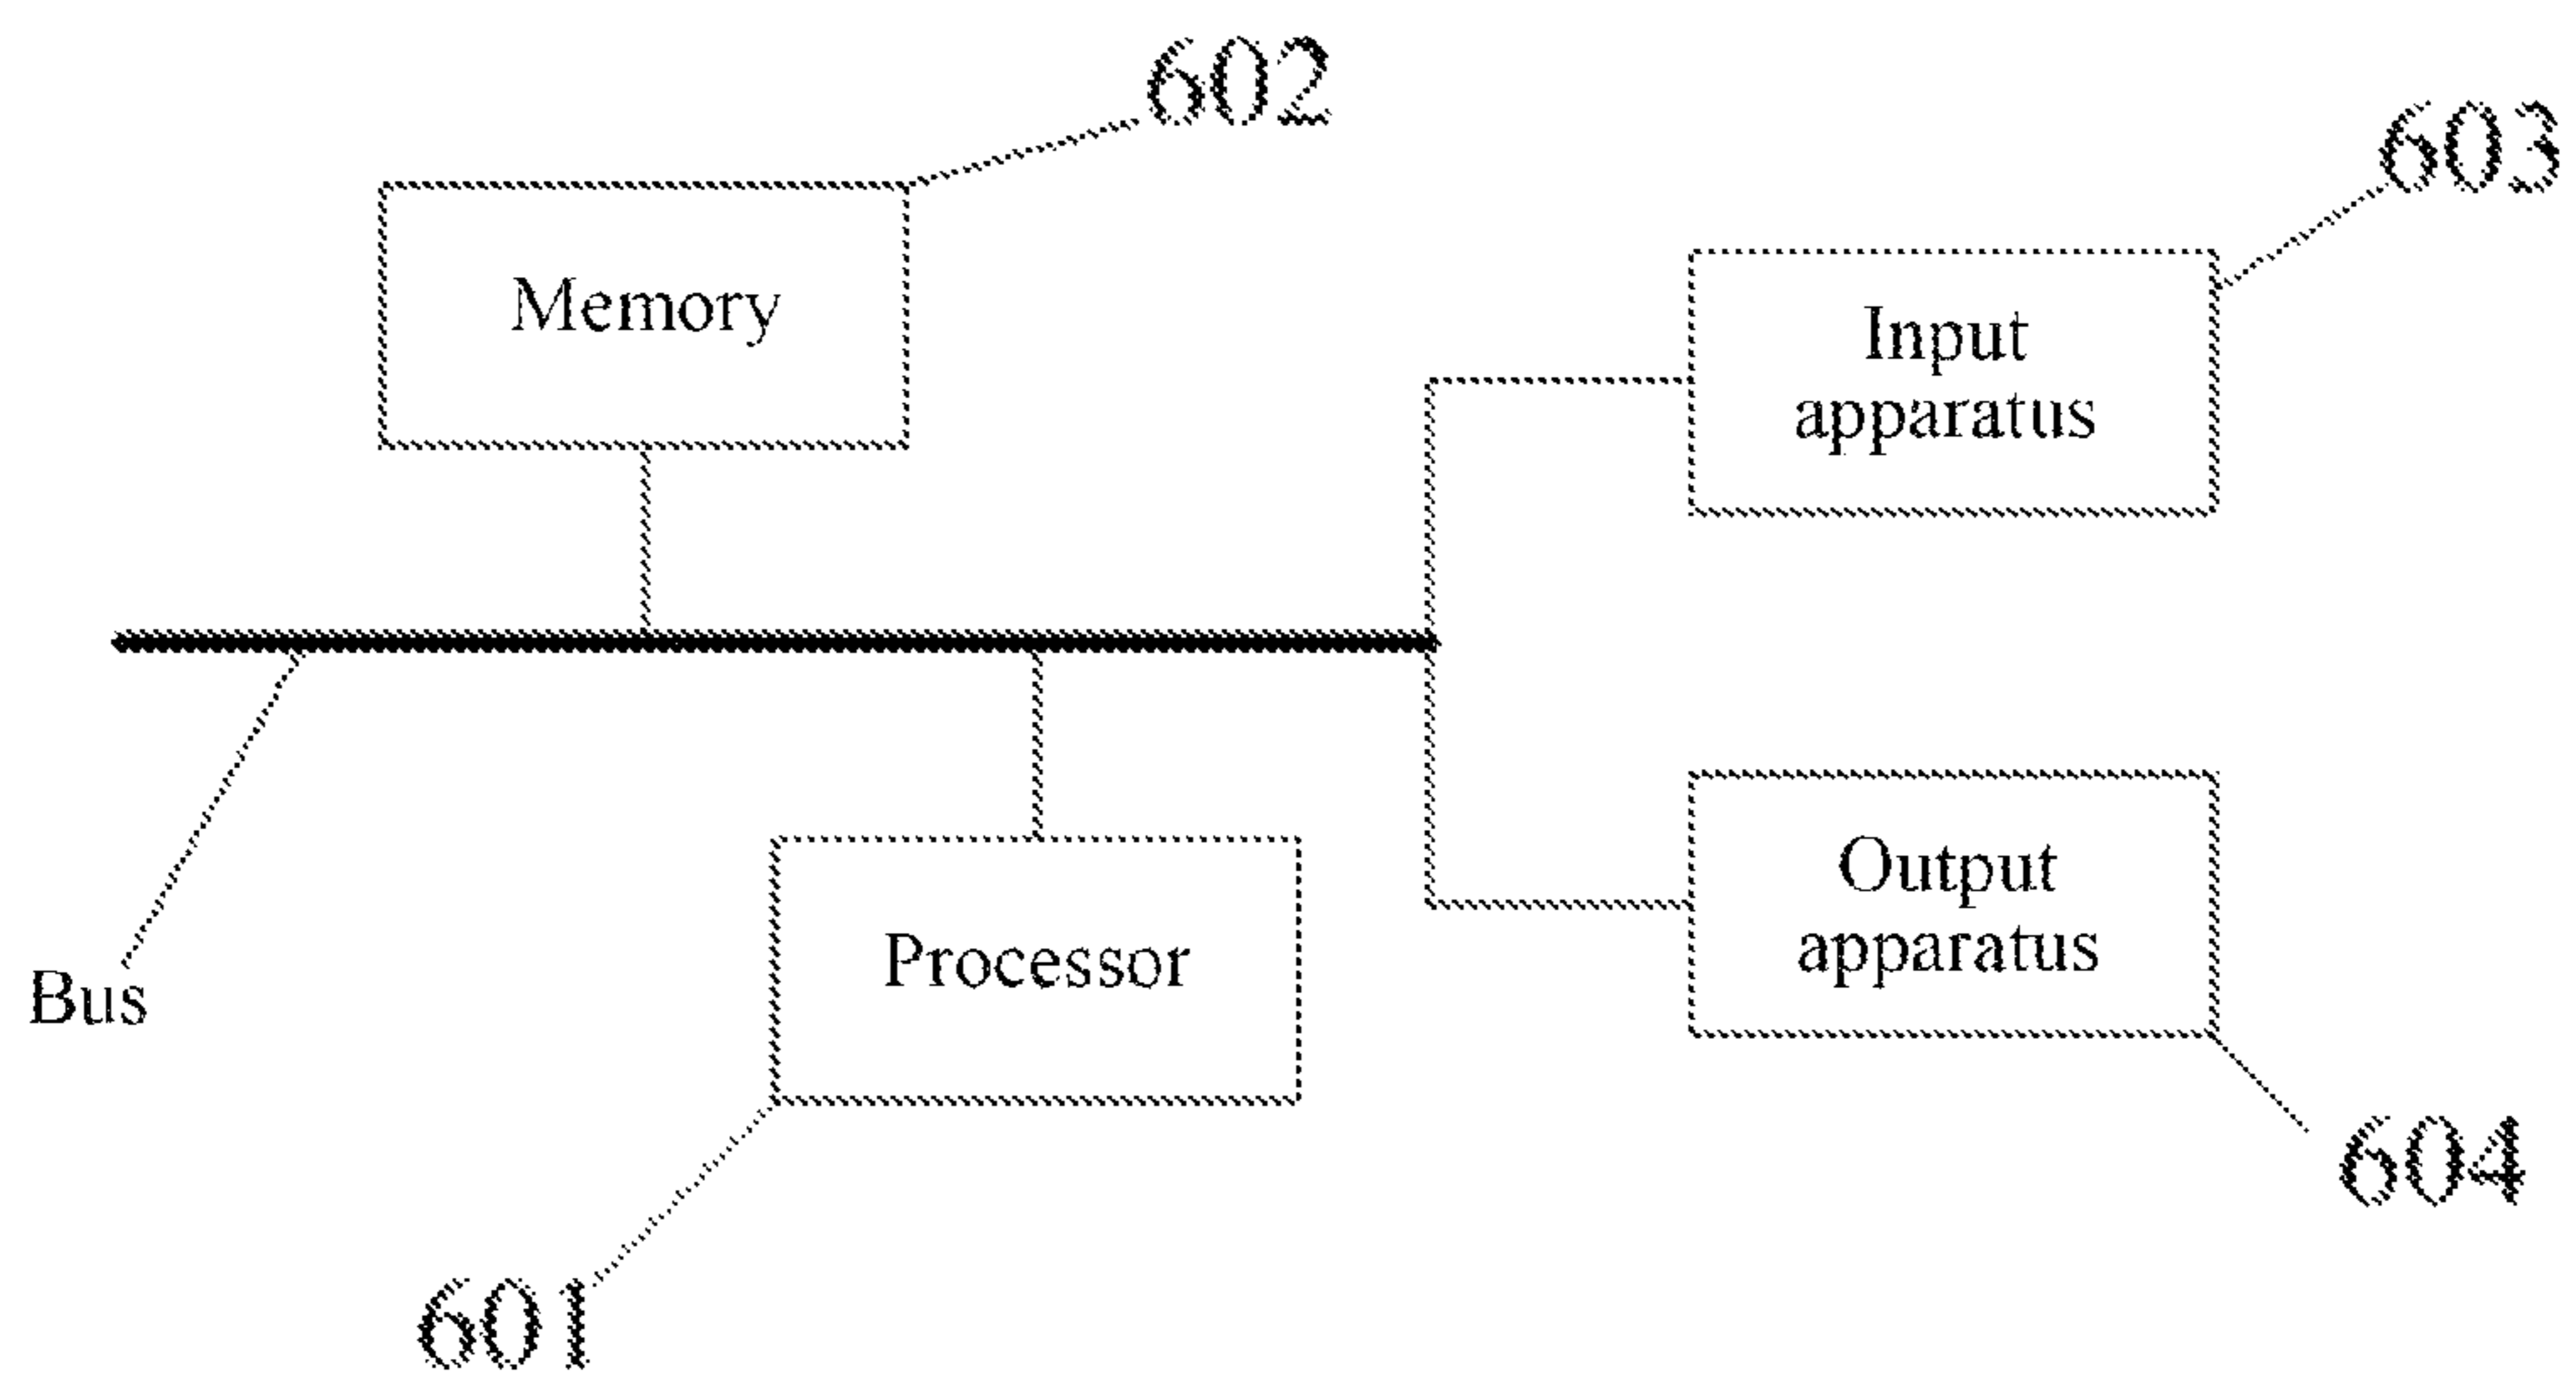 602
603
Memory
Input
apparatus
Output
apparatus
Processor
Bus
604
601